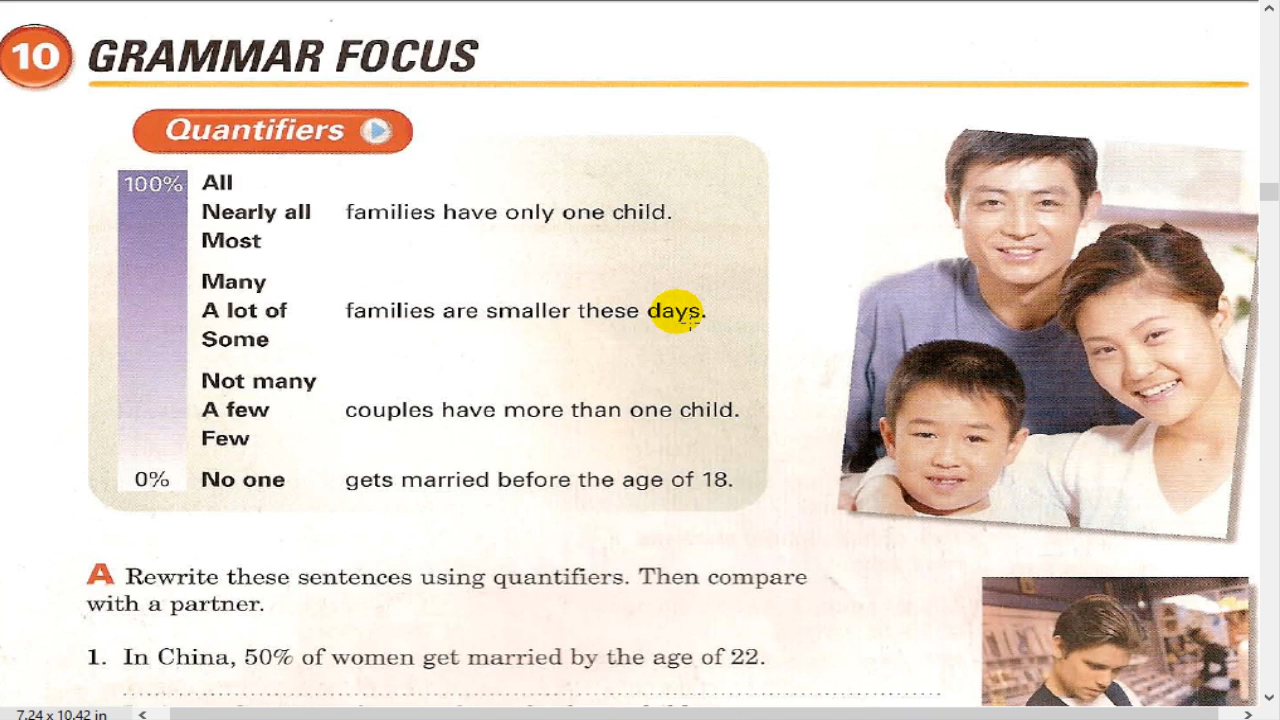 10 GRAMMAR FOCUS
Quantifiers
100% All
Nearly all families have only one child.
Most
Many
A lot of families are smaller these days.
Some
Not many
A few couples have more than one child.
Few
0% No one gets married before the age of 18.
A Rewrite these sentences using quantifiers. Then compare
with a partner.
1. In China, 50% of women get married by the age of 22.
7.24 x 10.42 in